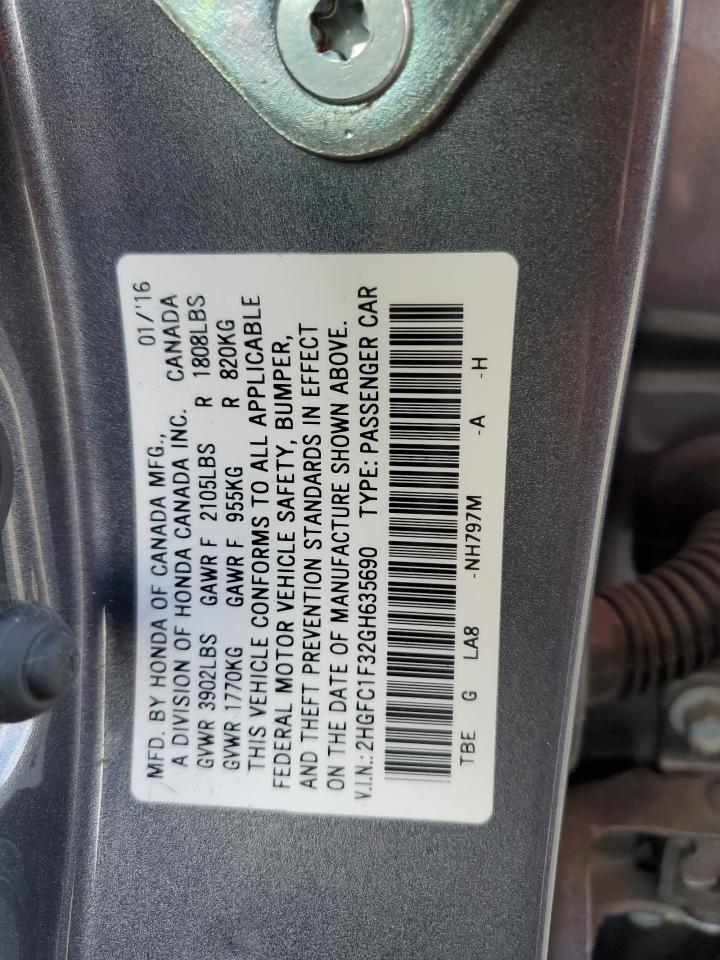 MFD. BY HONDA OF CANADA MFG., 01/'16
A DIVISION OF HONDA CANADA INC. CANADA
GVWR 3902LBS GAWR F 2105LBS R 1808LBS
GVWR 1770KG GAWR F 955KG R 820KG
THIS VEHICLE CONFORMS TO ALL APPLICABLE
FEDERAL MOTOR VEHICLE SAFETY, BUMPER,
AND THEFT PREVENTION STANDARDS IN EFFECT
ON THE DATE OF MANUFACTURE SHOWN ABOVE.
V.I.N.: 2HGFC1F32GH635690 TYPE: PASSENGER CAR
TBE G LA8 -NH797M -A -H